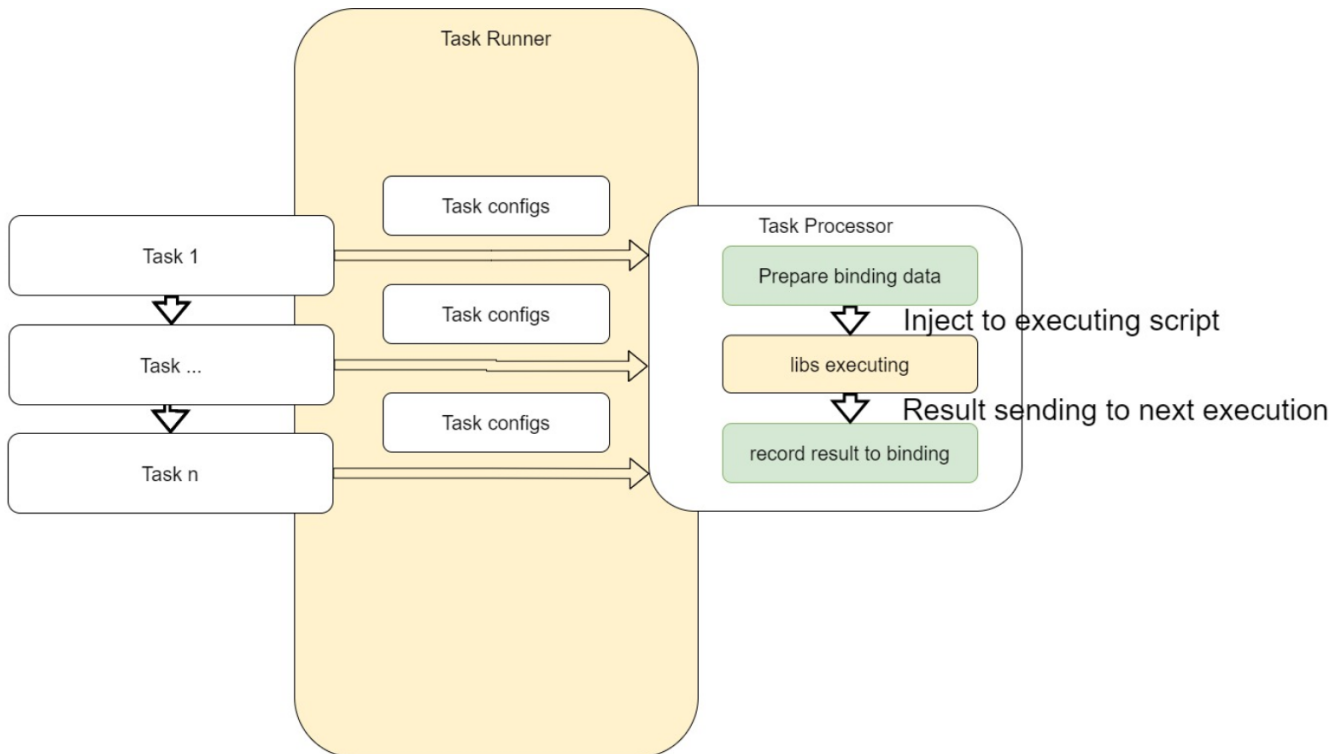 Task Runner
Task configs
Task 1
Task Processor
Prepare binding data
Inject to executing script
Task configs
Task ...
libs executing
Result sending to next execution
Task configs
Task n
record result to binding